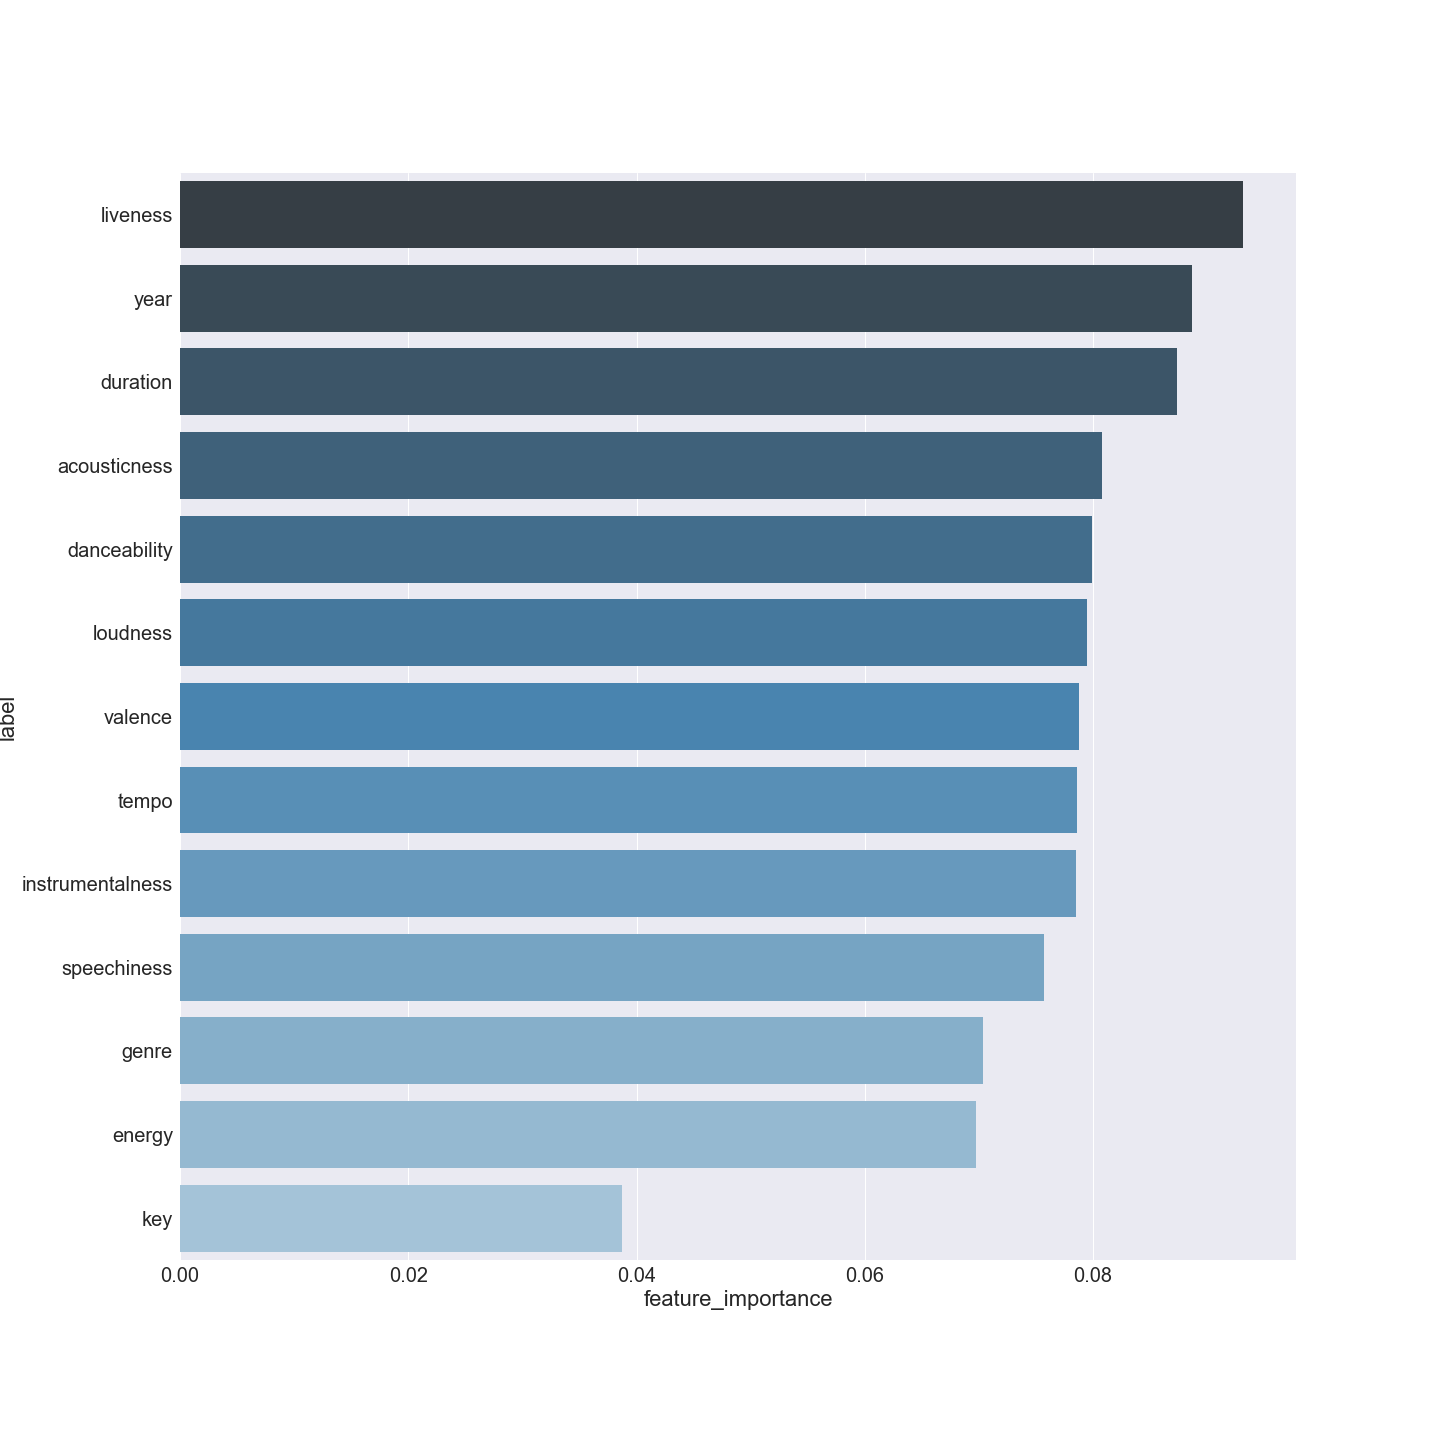 liveness
year
duration
acousticness
danceability
loudness
valence
tempo
instrumentalness
speechiness
genre
energy
key
label
0.00 0.02 0.04 0.06 0.08
feature_importance